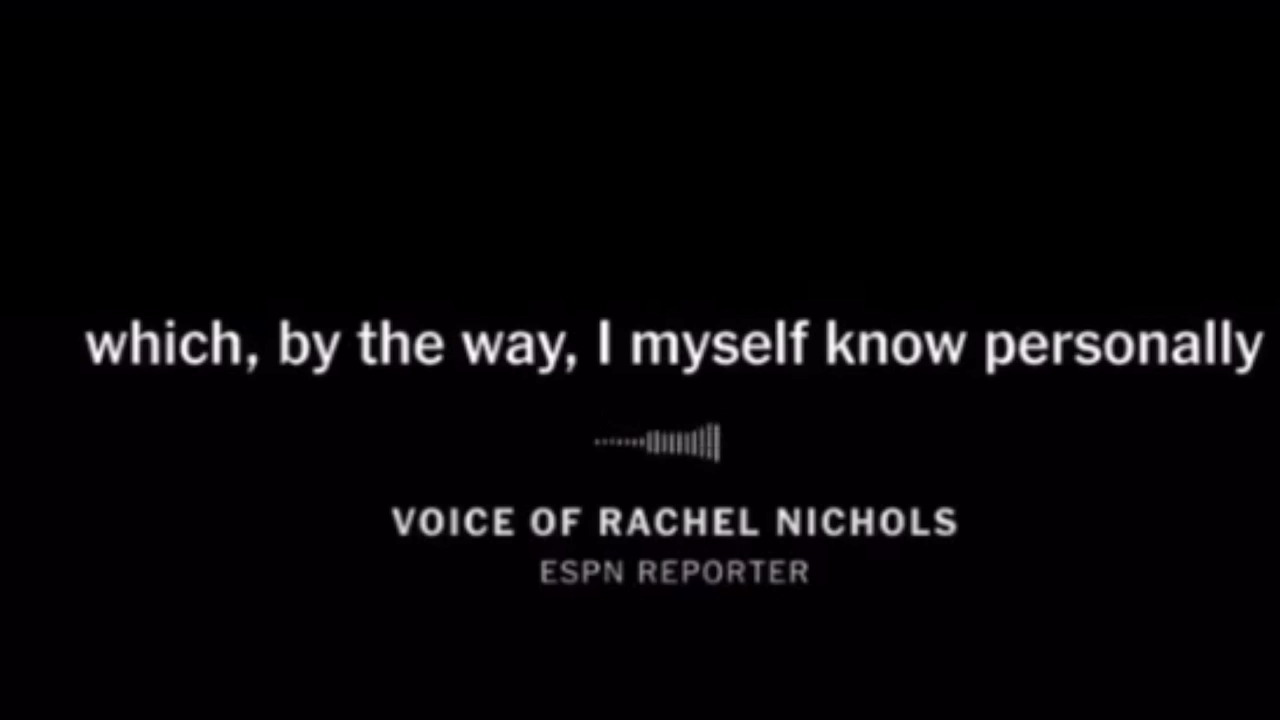 which, by the way, I myself know personally
VOICE OF RACHEL NICHOLS
ESPN REPORTER